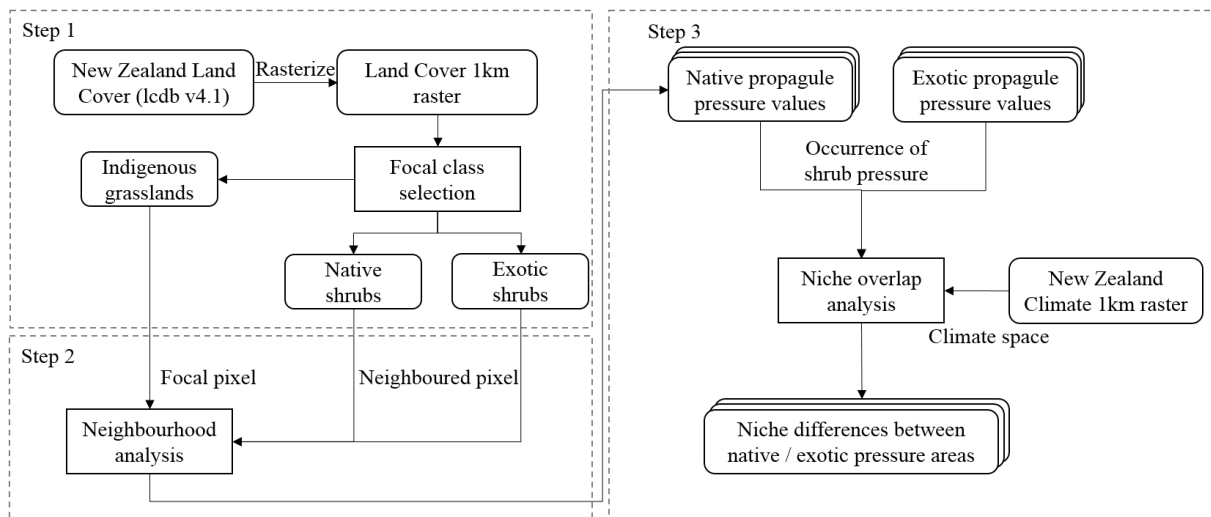 Step 1
New Zealand Land
Cover (lcdb v4.1)
Rasterize
Land Cover 1km
raster
Indigenous
grasslands
Focal class
selection
Native
shrubs
Exotic
shrubs
Step 2
Focal pixel
Neighboured pixel
Neighbourhood
analysis
Step 3
Native propagule
pressure values
Exotic propagule
pressure values
Occurrence of
shrub pressure
Niche overlap
analysis
New Zealand
Climate 1km raster
Climate space
Niche differences between
native / exotic pressure areas